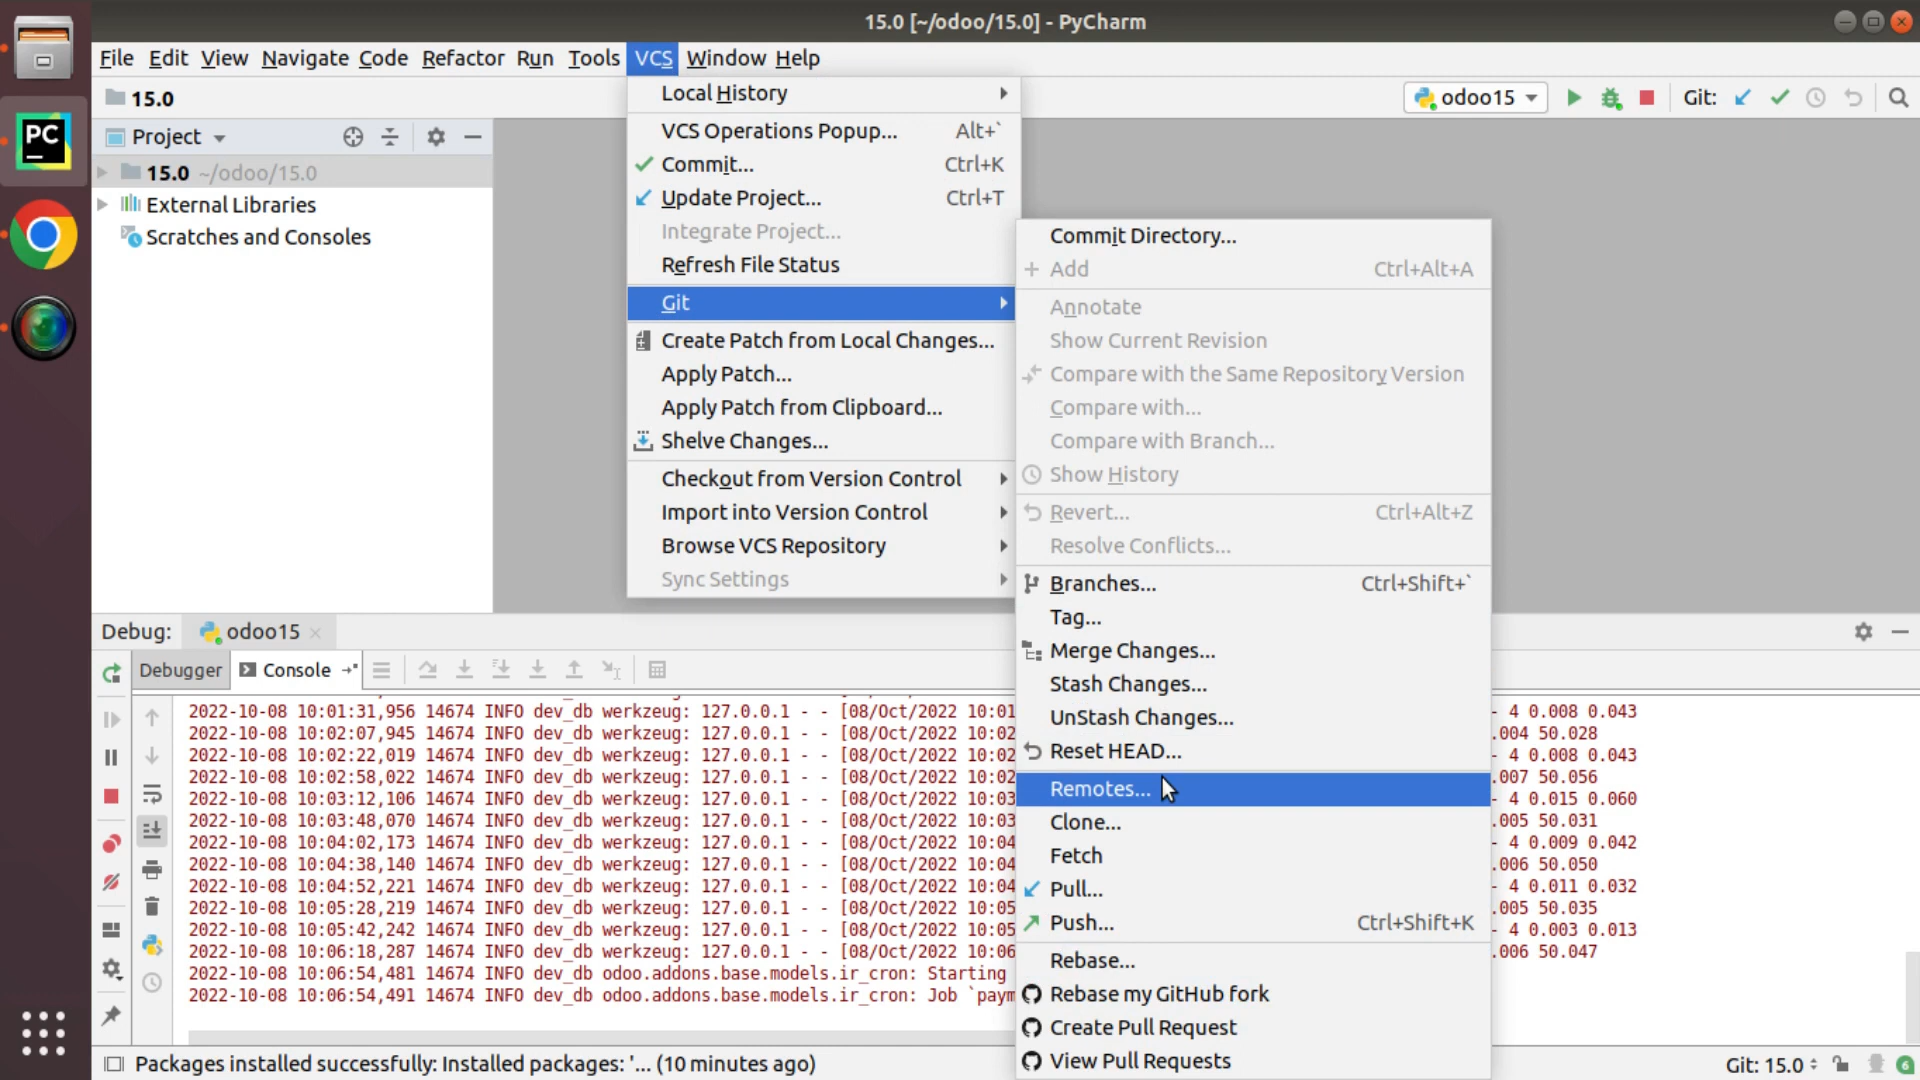 15.0 [~/odoo/15.0] - PyCharm
File Edit View Navigate Code Refactor Run Tools VCS Window Help
15.0
odoo15
Git:
Project
15.0 ~/odoo/15.0
External Libraries
Scratches and Consoles
Local History
VCS Operations Popup... Alt+`
Commit... Ctrl+K
Update Project... Ctrl+T
Integrate Project...
Refresh File Status
Git
Create Patch from Local Changes...
Apply Patch...
Apply Patch from Clipboard...
Shelve Changes...
Checkout from Version Control
Import into Version Control
Browse VCS Repository
Sync Settings
Commit Directory...
Add Ctrl+Alt+A
Annotate
Show Current Revision
Compare with the Same Repository Version
Compare with...
Compare with Branch...
Show History
Revert... Ctrl+Alt+Z
Resolve Conflicts...
Branches... Ctrl+Shift+`
Tag...
Merge Changes...
Stash Changes...
UnStash Changes...
Reset HEAD...
Remotes...
Clone...
Fetch
Pull...
Push... Ctrl+Shift+K
Rebase...
Rebase my GitHub fork
Create Pull Request
View Pull Requests
PC
Debug: odoo15
Debugger Console
2022-10-08 10:01:31,956 14674 INFO dev_db werkzeug: 127.0.0.1 - - [08/Oct/2022 10:01 - 4 0.008 0.043
2022-10-08 10:02:07,945 14674 INFO dev_db werkzeug: 127.0.0.1 - - [08/Oct/2022 10:02 .004 50.028
2022-10-08 10:02:22,019 14674 INFO dev_db werkzeug: 127.0.0.1 - - [08/Oct/2022 10:02 - 4 0.008 0.043
2022-10-08 10:02:58,022 14674 INFO dev_db werkzeug: 127.0.0.1 - - [08/Oct/2022 10:02 .007 50.056
2022-10-08 10:03:12,106 14674 INFO dev_db werkzeug: 127.0.0.1 - - [08/Oct/2022 10:03 - 4 0.015 0.060
2022-10-08 10:03:48,070 14674 INFO dev_db werkzeug: 127.0.0.1 - - [08/Oct/2022 10:03 .005 50.031
2022-10-08 10:04:02,173 14674 INFO dev_db werkzeug: 127.0.0.1 - - [08/Oct/2022 10:04 - 4 0.009 0.042
2022-10-08 10:04:38,140 14674 INFO dev_db werkzeug: 127.0.0.1 - - [08/Oct/2022 10:04 .006 50.050
2022-10-08 10:04:52,221 14674 INFO dev_db werkzeug: 127.0.0.1 - - [08/Oct/2022 10:04 - 4 0.011 0.032
2022-10-08 10:05:28,219 14674 INFO dev_db werkzeug: 127.0.0.1 - - [08/Oct/2022 10:05 .005 50.035
2022-10-08 10:05:42,242 14674 INFO dev_db werkzeug: 127.0.0.1 - - [08/Oct/2022 10:05 - 4 0.003 0.013
2022-10-08 10:06:18,287 14674 INFO dev_db werkzeug: 127.0.0.1 - - [08/Oct/2022 10:06 .006 50.047
2022-10-08 10:06:54,481 14674 INFO dev_db odoo.addons.base.models.ir_cron: Starting
2022-10-08 10:06:54,491 14674 INFO dev_db odoo.addons.base.models.ir_cron: Job `paym
Packages installed successfully: Installed packages: '... (10 minutes ago)
Git: 15.0
6